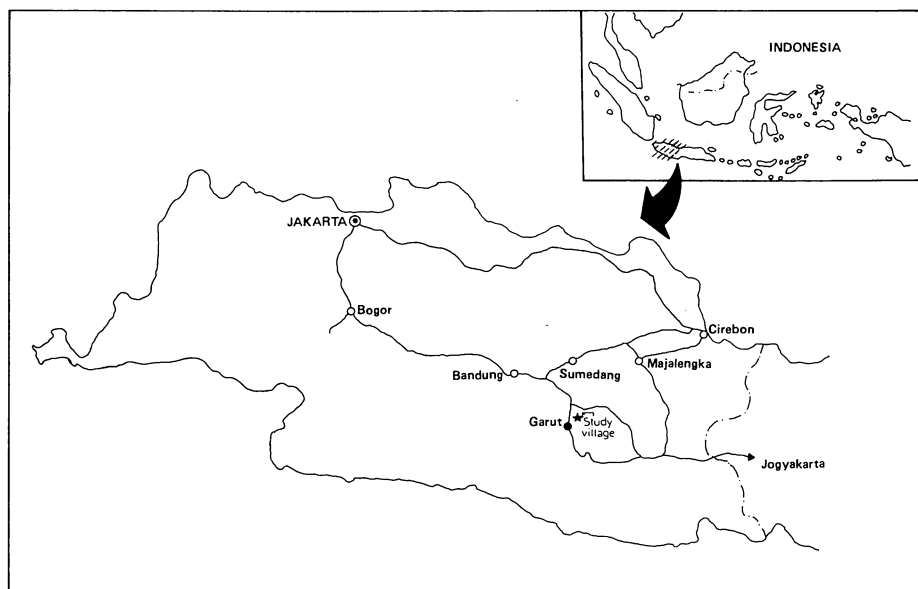 INDONESIA
JAKARTA
Bogor
Cirebon
Bandung
Sumedang
Majalengka
Garut
Study
village
Jogyakarta